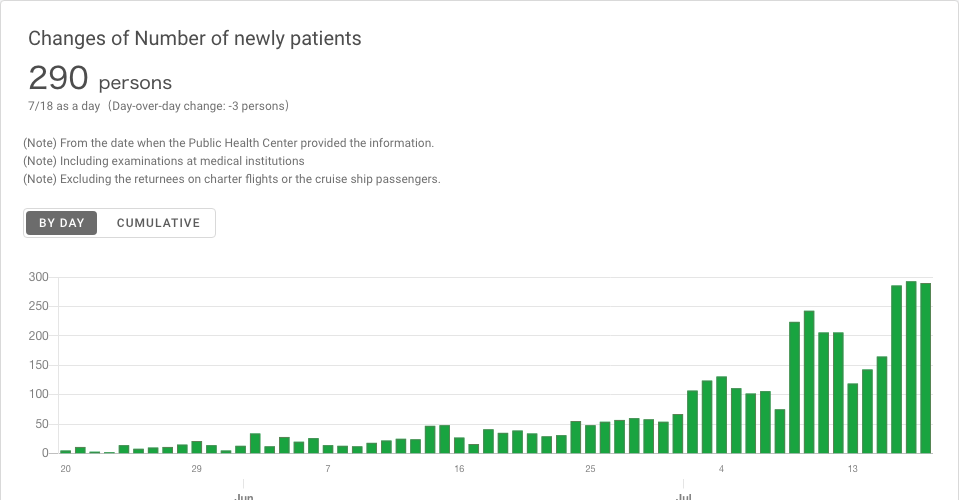 Changes of Number of newly patients
290 persons
7/18 as a day（Day-over-day change: -3 persons）
(Note) From the date when the Public Health Center provided the information.
(Note) Including examinations at medical institutions
(Note) Excluding the returnees on charter flights or the cruise ship passengers.
BY DAY CUMULATIVE
300
250
200
150
100
50
0
20 29 7 16 25 4 13
Jun Jul